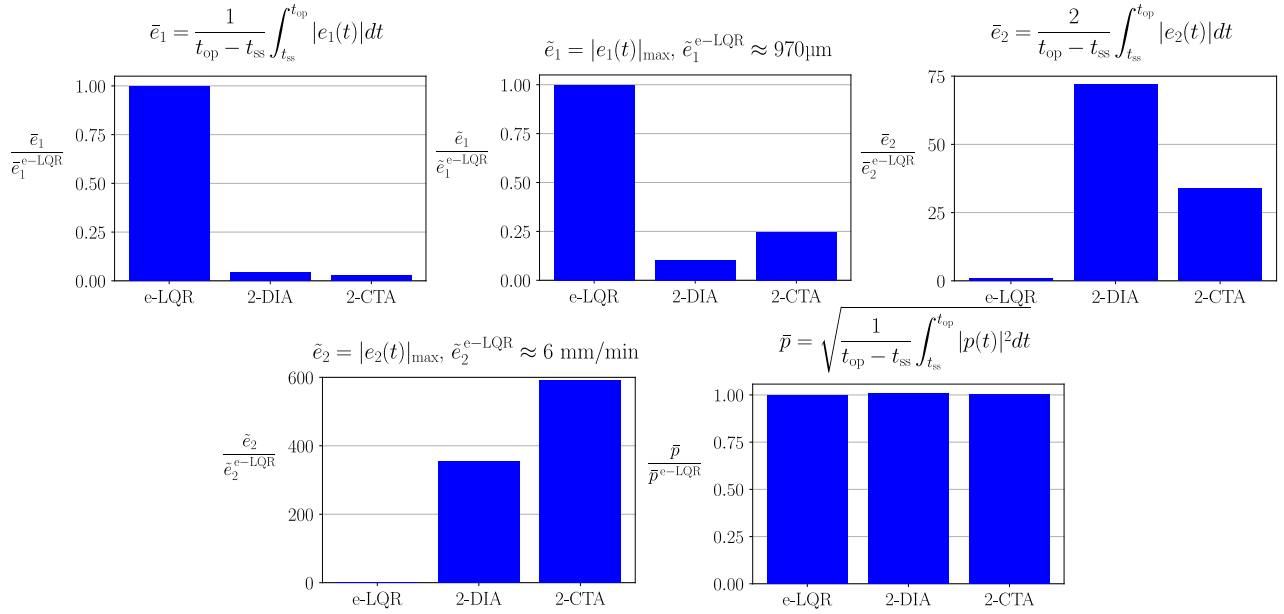 ē₁ = 1/(t_op − t_ss) ∫_{t_ss}^{t_op} |e₁(t)|dt
ē₁/ē₁^{e−LQR}
1.00
0.75
0.50
0.25
0.00
e-LQR 2-DIA 2-CTA
ẽ₁ = |e₁(t)|_max, ẽ₁^{e−LQR} ≈ 970µm
ẽ₁/ẽ₁^{e−LQR}
1.00
0.75
0.50
0.25
0.00
e-LQR 2-DIA 2-CTA
ē₂ = 2/(t_op − t_ss) ∫_{t_ss}^{t_op} |e₂(t)|dt
ē₂/ē₂^{e−LQR}
75
50
25
0
e-LQR 2-DIA 2-CTA
ẽ₂ = |e₂(t)|_max, ẽ₂^{e−LQR} ≈ 6 mm/min
ẽ₂/ẽ₂^{e−LQR}
600
400
200
0
e-LQR 2-DIA 2-CTA
p̄ = √(1/(t_op − t_ss) ∫_{t_ss}^{t_op} |p(t)|²dt)
p̄/p̄^{e−LQR}
1.00
0.75
0.50
0.25
0.00
e-LQR 2-DIA 2-CTA